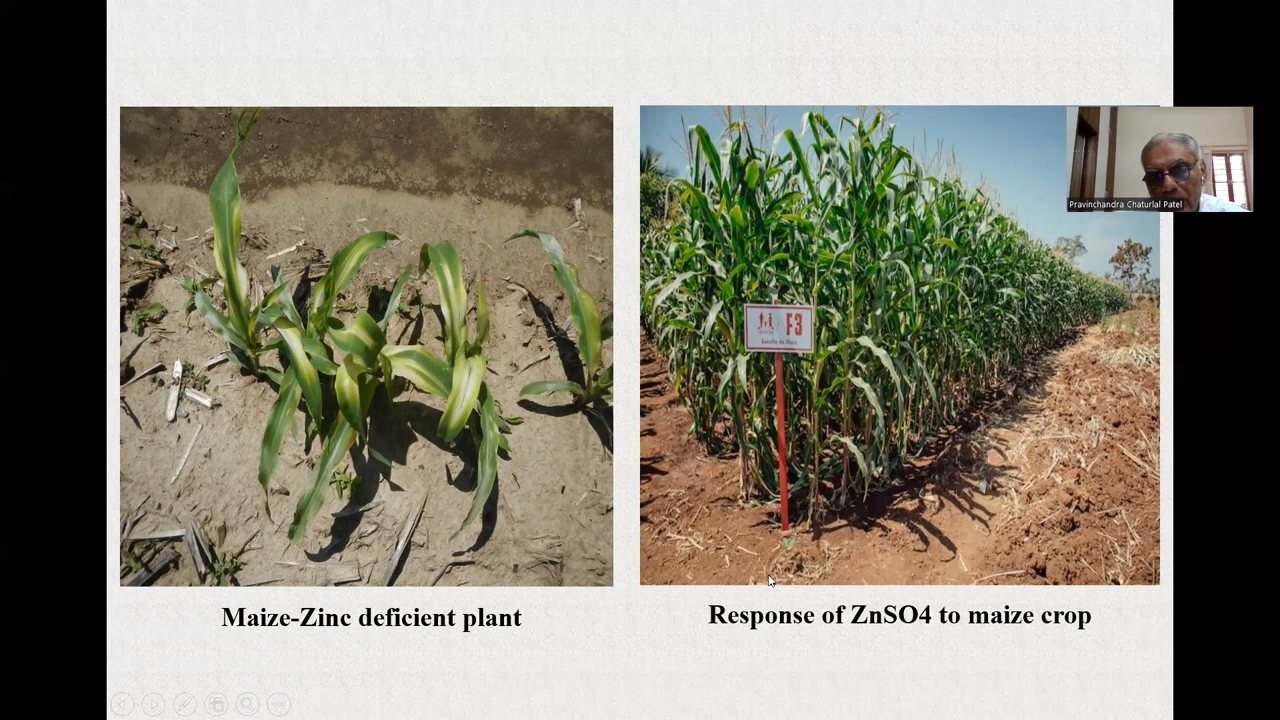 F3
Pravinchandra Chaturlal Patel
Maize-Zinc deficient plant
Response of ZnSO4 to maize crop